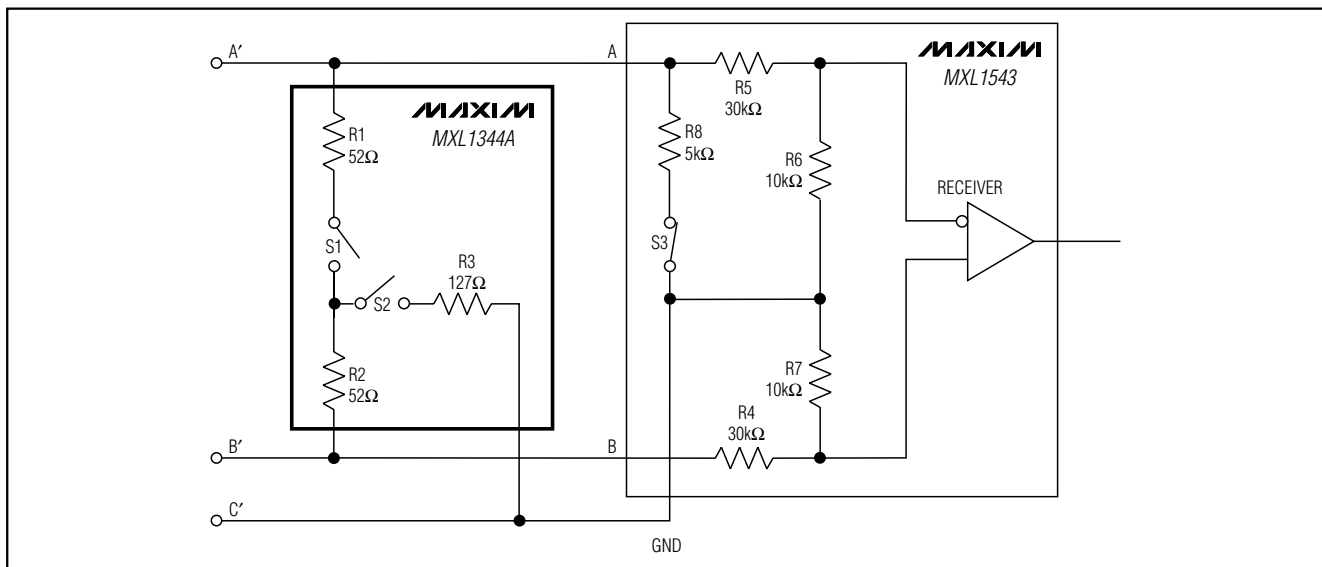 A′
A
MAXIM
MXL1543
R5
30kΩ
MAXIM
MXL1344A
R1
52Ω
R8
5kΩ
R6
10kΩ
RECEIVER
S1
S3
R3
127Ω
S2
R2
52Ω
R7
10kΩ
B′
B
R4
30kΩ
C′
GND